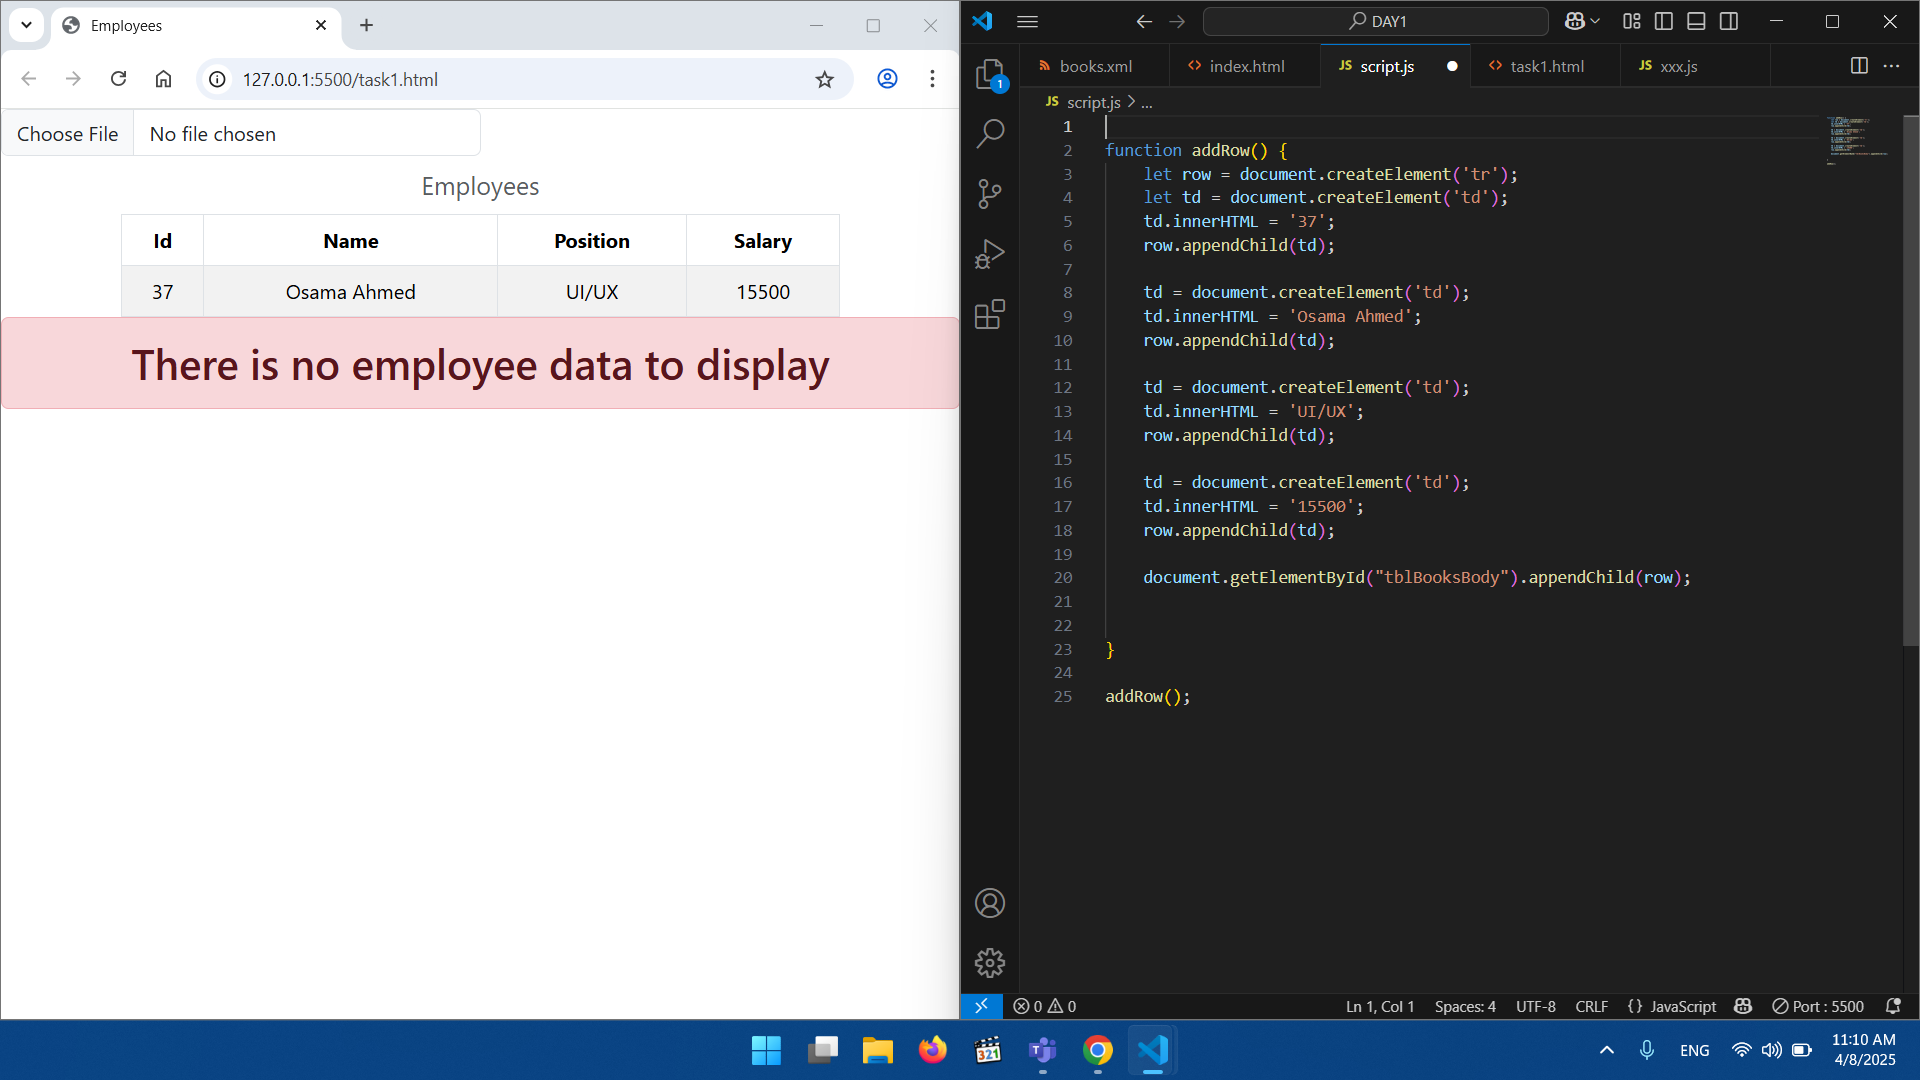 Employees
127.0.0.1:5500/task1.html
Choose File No file chosen
Employees
Id Name Position Salary
37 Osama Ahmed UI/UX 15500
There is no employee data to display
DAY1
books.xml index.html JS script.js task1.html JS xxx.js
1
JS script.js > ...
1
2 function addRow() {
3 let row = document.createElement('tr');
4 let td = document.createElement('td');
5 td.innerHTML = '37';
6 row.appendChild(td);
7
8 td = document.createElement('td');
9 td.innerHTML = 'Osama Ahmed';
10 row.appendChild(td);
11
12 td = document.createElement('td');
13 td.innerHTML = 'UI/UX';
14 row.appendChild(td);
15
16 td = document.createElement('td');
17 td.innerHTML = '15500';
18 row.appendChild(td);
19
20 document.getElementById("tblBooksBody").appendChild(row);
21
22
23 }
24
25 addRow();
0 0 Ln 1, Col 1 Spaces: 4 UTF-8 CRLF {} JavaScript Port : 5500
321 ENG 11:10 AM
4/8/2025